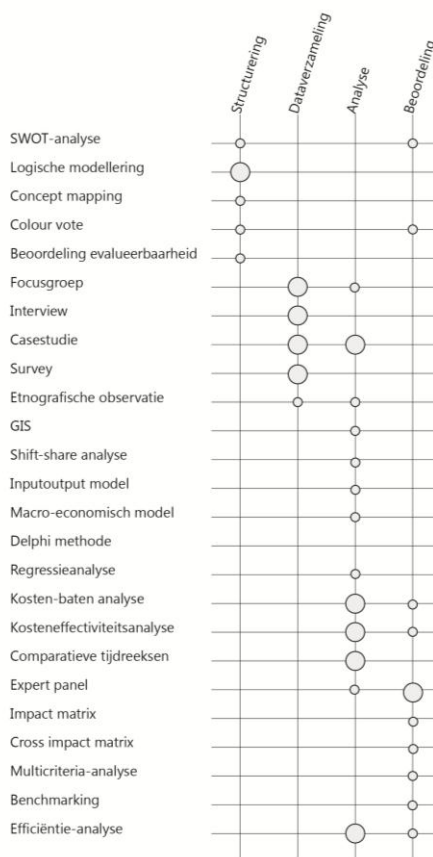 Structurering
Dataverzameling
Analyse
Beoordeling
SWOT-analyse
Logische modellering
Concept mapping
Colour vote
Beoordeling evalueerbaarheid
Focusgroep
Interview
Casestudie
Survey
Etnografische observatie
GIS
Shift-share analyse
Inputoutput model
Macro-economisch model
Delphi methode
Regressieanalyse
Kosten-baten analyse
Kosteneffectiviteitsanalyse
Comparatieve tijdreeksen
Expert panel
Impact matrix
Cross impact matrix
Multicriteria-analyse
Benchmarking
Efficiëntie-analyse